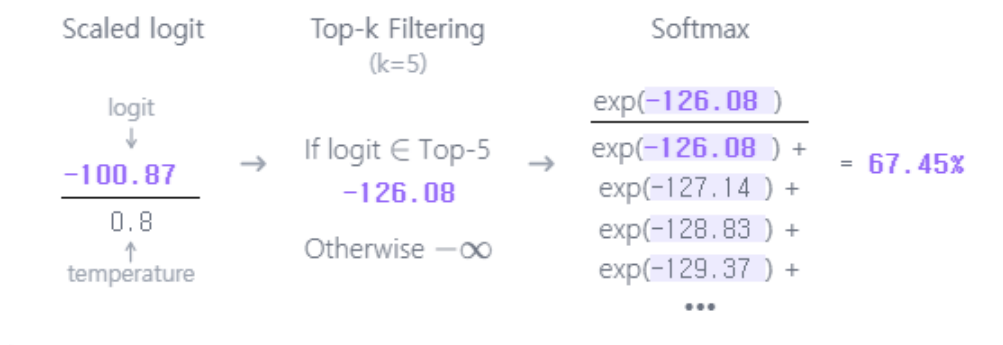 Scaled logit
logit
↓
-100.87
0.8
↑
temperature
→
Top-k Filtering
(k=5)
If logit ∈ Top-5
-126.08
Otherwise −∞
→
Softmax
exp(-126.08 )
exp(-126.08 ) +
exp(-127.14 ) +
exp(-128.83 ) +
exp(-129.37 ) +
•••
= 67.45%